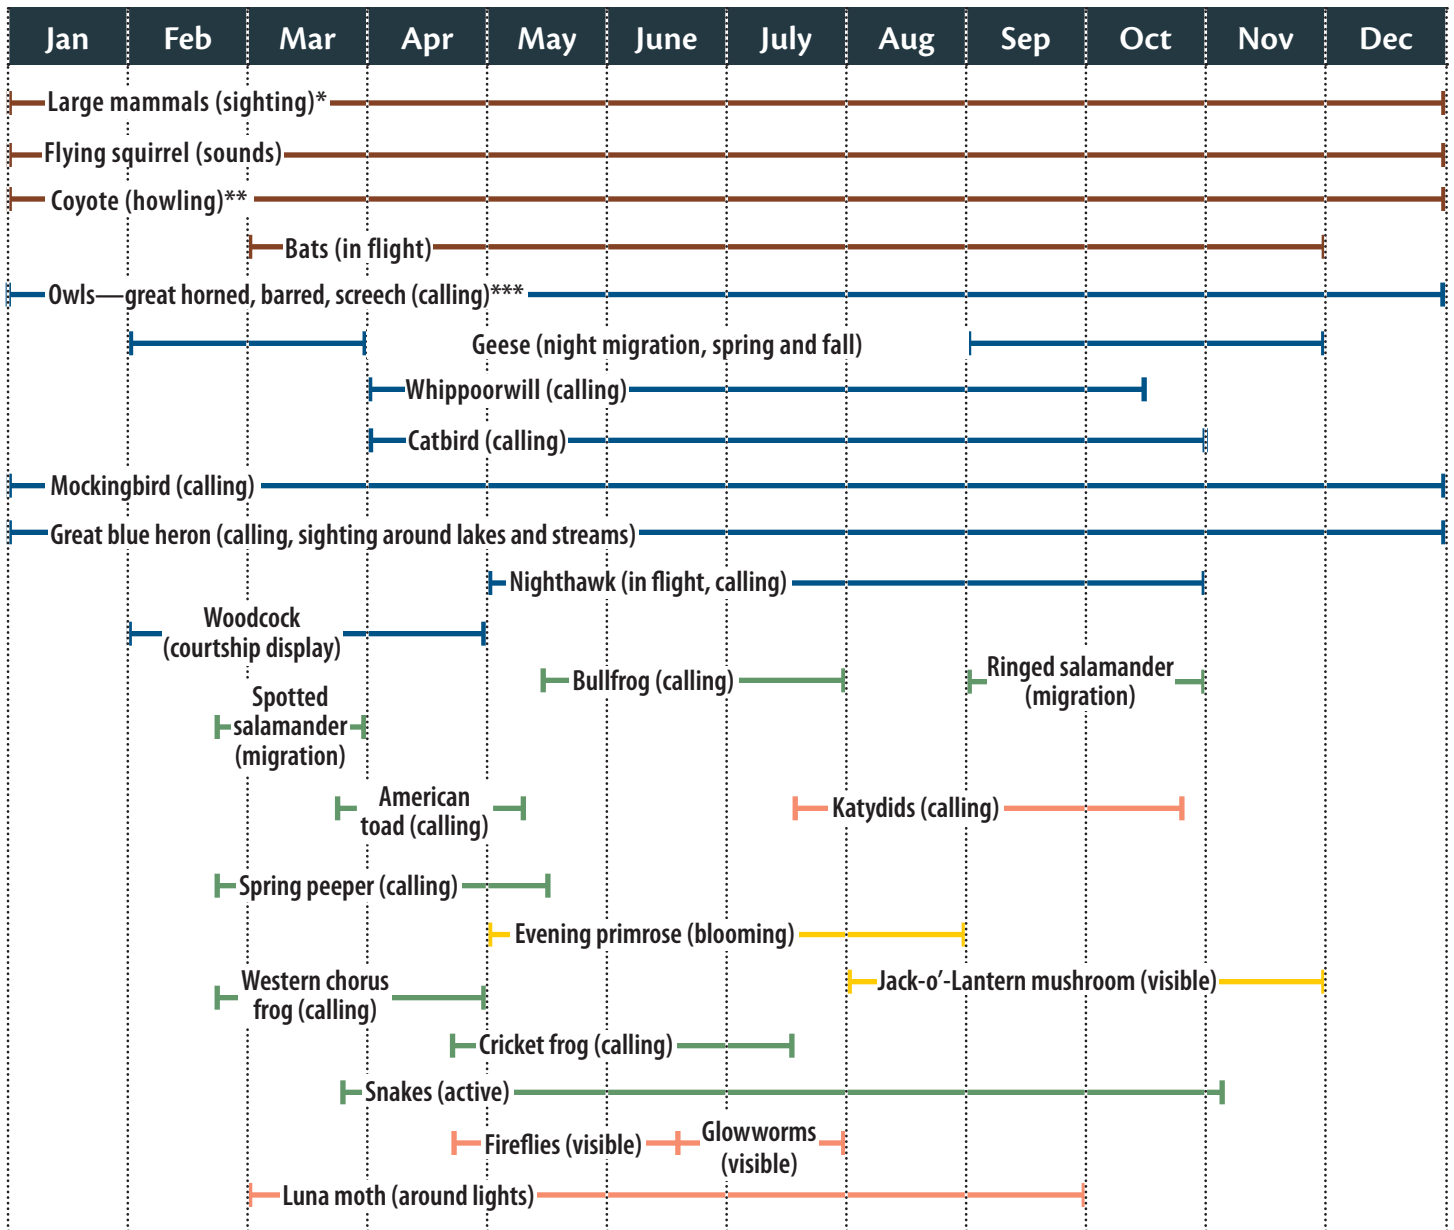 Jan Feb Mar Apr May June July Aug Sep Oct Nov Dec
Large mammals (sighting)*
Flying squirrel (sounds)
Coyote (howling)**
Bats (in flight)
Owls—great horned, barred, screech (calling)***
Geese (night migration, spring and fall)
Whippoorwill (calling)
Catbird (calling)
Mockingbird (calling)
Great blue heron (calling, sighting around lakes and streams)
Nighthawk (in flight, calling)
Woodcock
(courtship display)
Bullfrog (calling)
Ringed salamander
(migration)
Spotted
salamander
(migration)
American
toad (calling)
Katydids (calling)
Spring peeper (calling)
Evening primrose (blooming)
Western chorus
frog (calling)
Jack-o’-Lantern mushroom (visible)
Cricket frog (calling)
Snakes (active)
Fireflies (visible)
Glowworms
(visible)
Luna moth (around lights)